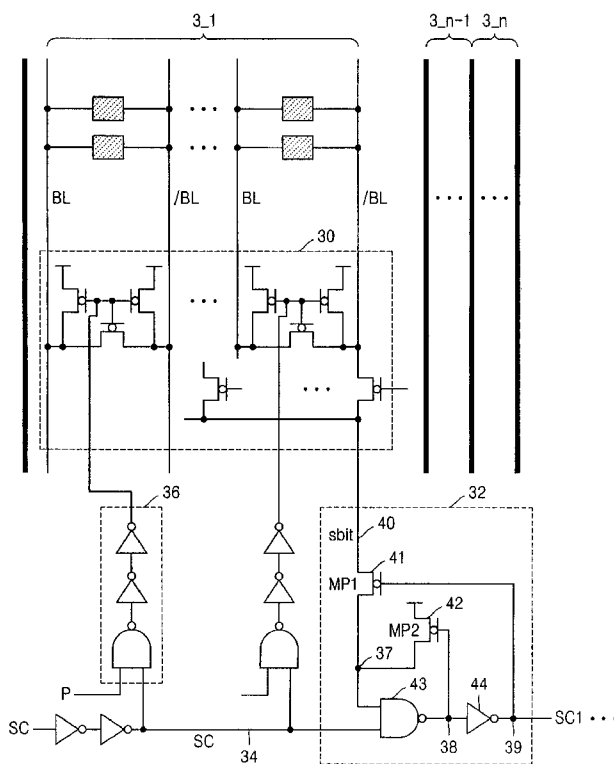 3_1
3_n-1
3_n
BL
/BL
BL
/BL
30
36
32
sbit
40
41
MP1
42
MP2
37
43
44
P
SC
SC
34
38
39
SC1